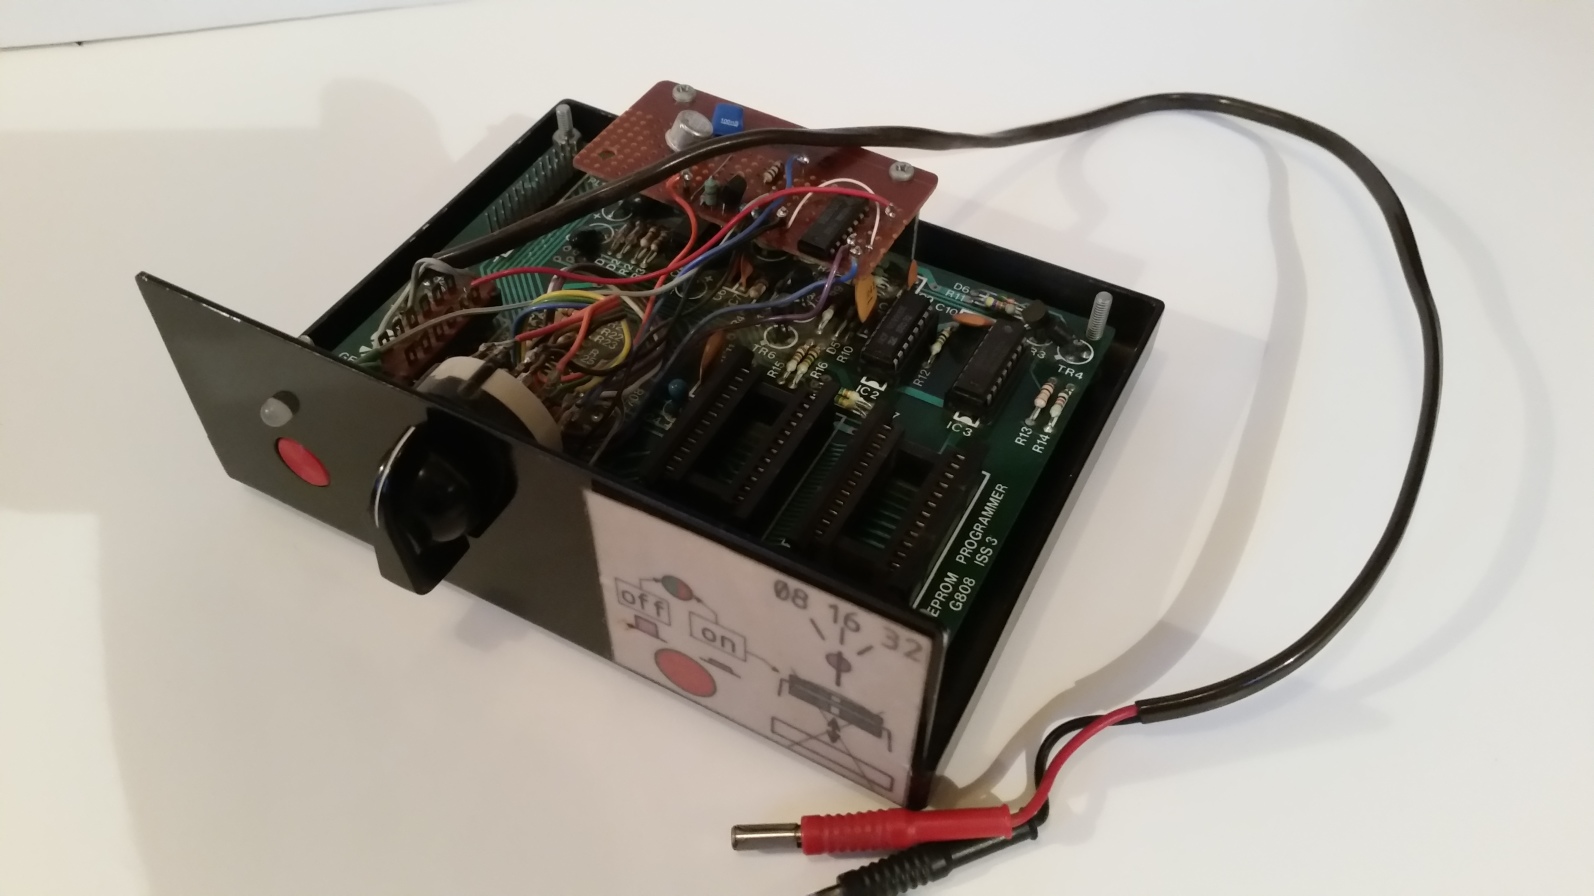 D6
R11
C10
TR4
TR6
D5
R10
R15
R16
R12
IC2
IC3
R13
R14
EPROM PROGRAMMER
G808 ISS 3
off
on
08 16 32